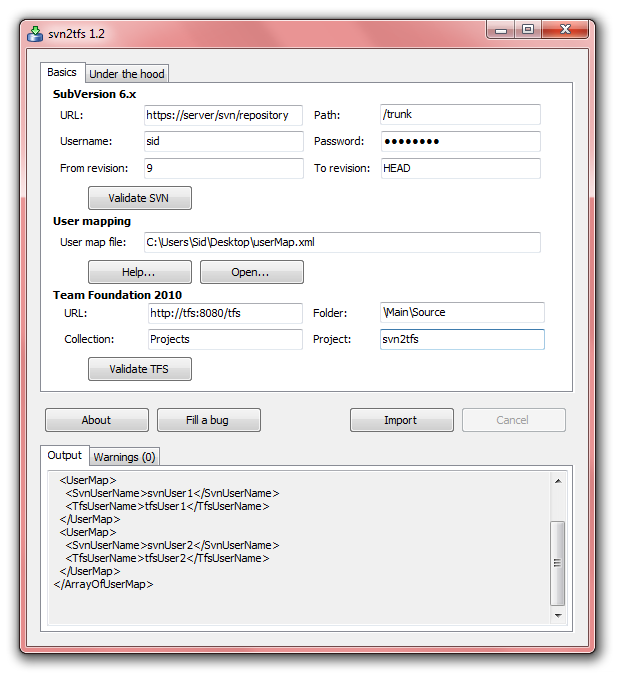 svn2tfs 1.2
Basics Under the hood
SubVersion 6.x
URL: https://server/svn/repository Path: /trunk
Username: sid Password: ●●●●●●●●
From revision: 9 To revision: HEAD
Validate SVN
User mapping
User map file: C:\Users\Sid\Desktop\userMap.xml
Help... Open...
Team Foundation 2010
URL: http://tfs:8080/tfs Folder: \Main\Source
Collection: Projects Project: svn2tfs
Validate TFS
About Fill a bug Import Cancel
Output Warnings (0)
<UserMap>
<SvnUserName>svnUser1</SvnUserName>
<TfsUserName>tfsUser1</TfsUserName>
</UserMap>
<UserMap>
<SvnUserName>svnUser2</SvnUserName>
<TfsUserName>tfsUser2</TfsUserName>
</UserMap>
</ArrayOfUserMap>